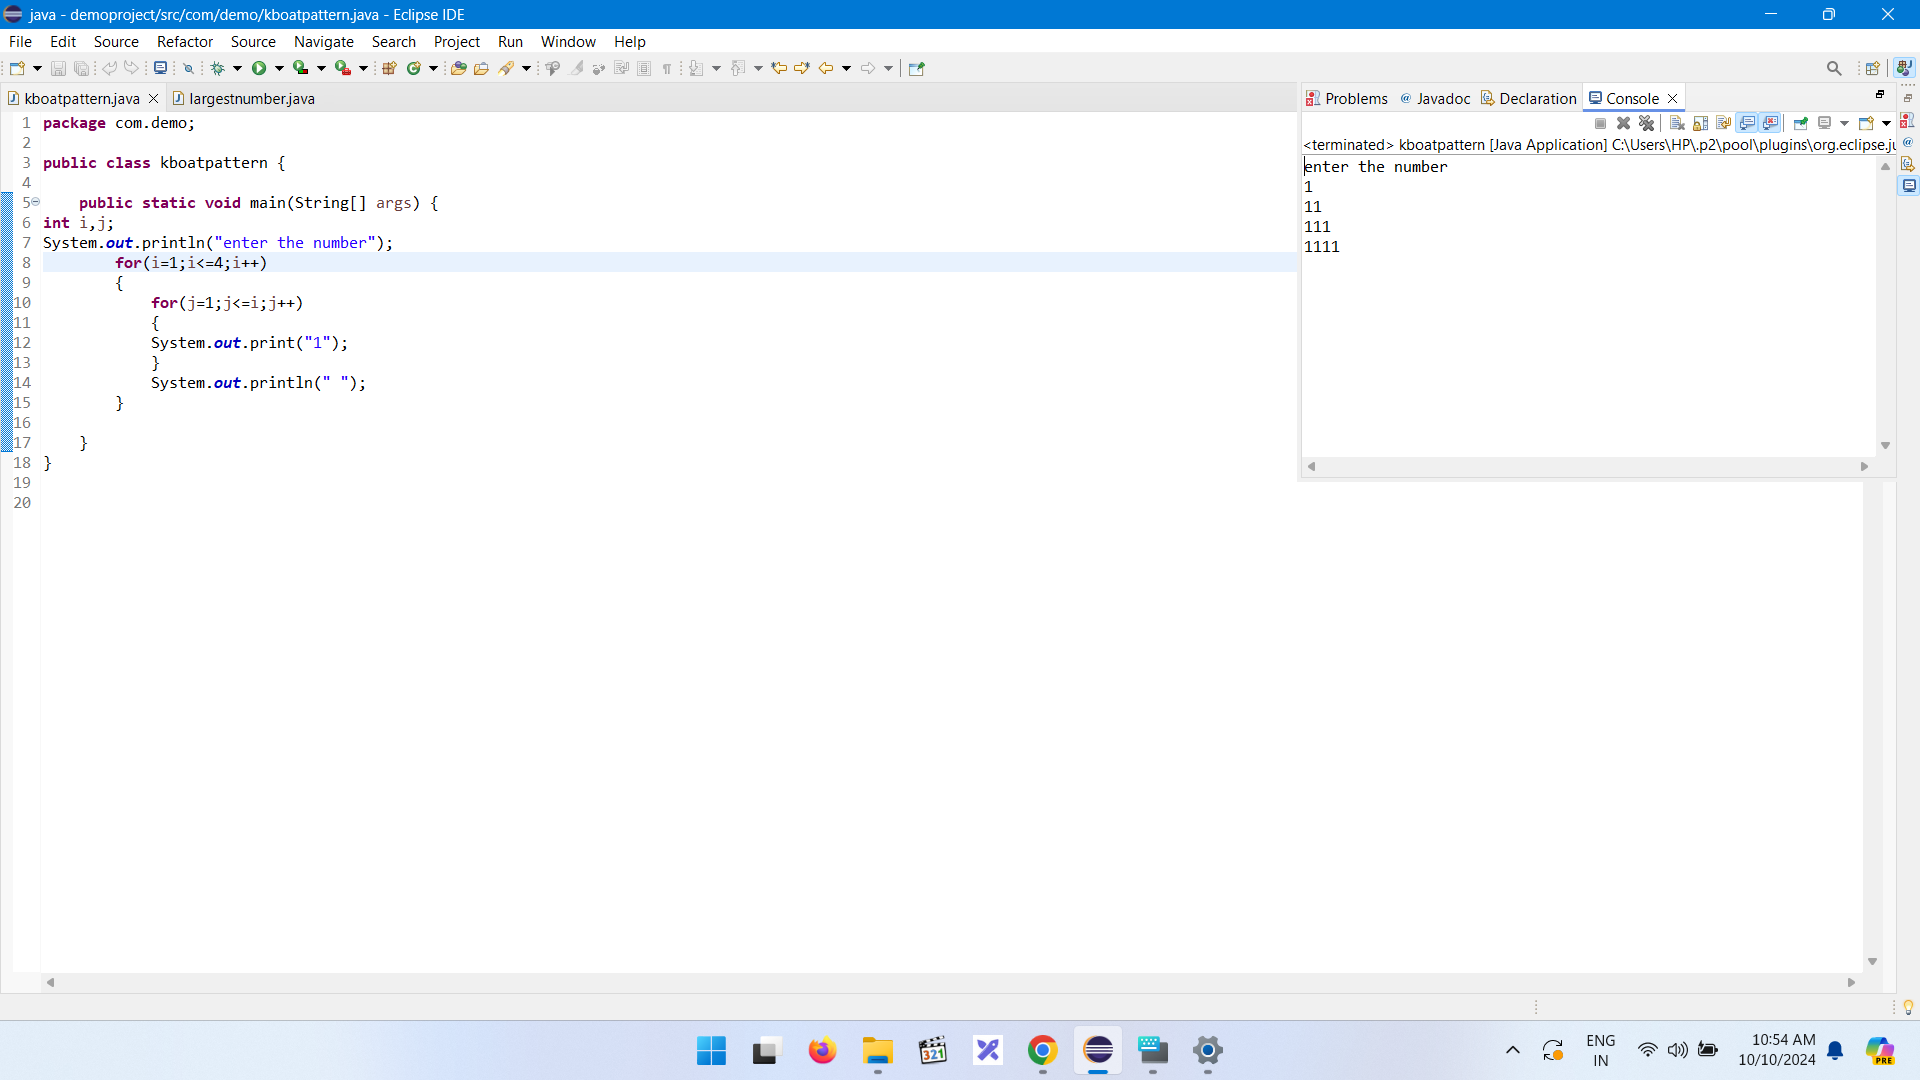 java - demoproject/src/com/demo/kboatpattern.java - Eclipse IDE
File Edit Source Refactor Source Navigate Search Project Run Window Help
kboatpattern.java largestnumber.java
1 package com.demo;
2
3 public class kboatpattern {
4
5 public static void main(String[] args) {
6 int i,j;
7 System.out.println("enter the number");
8 for(i=1;i<=4;i++)
9 {
10 for(j=1;j<=i;j++)
11 {
12 System.out.print("1");
13 }
14 System.out.println(" ");
15 }
16
17 }
18 }
19
20
Problems Javadoc Declaration Console
<terminated> kboatpattern [Java Application] C:\Users\HP\.p2\pool\plugins\org.eclipse.ju
enter the number
1
11
111
1111
321
ENG
IN
10:54 AM
10/10/2024
PRE